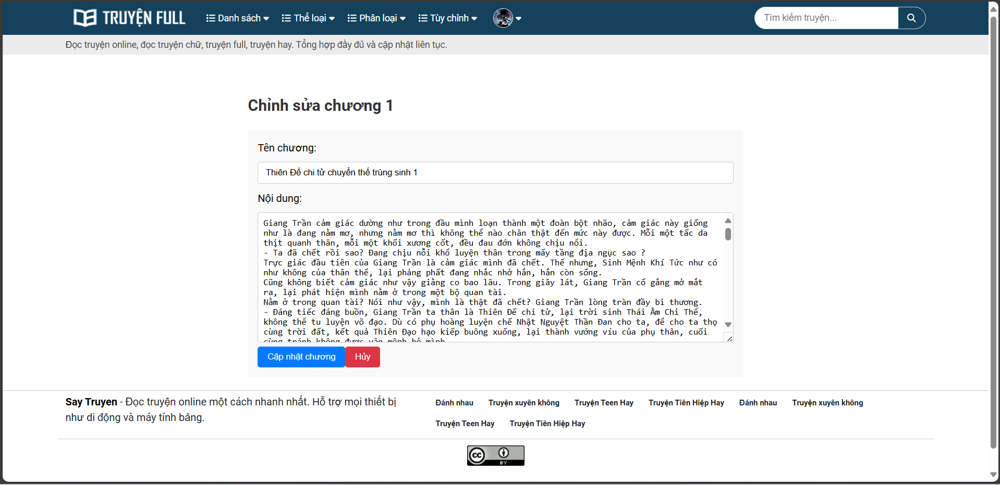 TRUYỆN FULL
Danh sách
Thể loại
Phân loại
Tùy chỉnh
Tìm kiếm truyện...
Đọc truyện online, đọc truyện chữ, truyện full, truyện hay. Tổng hợp đầy đủ và cập nhật liên tục.
Chỉnh sửa chương 1
Tên chương:
Thiên Đế chi tử chuyển thế trùng sinh 1
Nội dung:
Giang Trần cảm giác dường như trong đầu mình loạn thành một đoàn bột nhão, cảm giác này giống
như là đang nằm mơ, nhưng nằm mơ thì không thể nào chân thật đến mức này được. Mỗi một tấc da
thịt quanh thân, mỗi một khối xương cốt, đều đau đớn không chịu nổi.
- Ta đã chết rồi sao? Đang chịu nỗi khổ luyện thân trong mấy tầng địa ngục sao ?
Trực giác đầu tiên của Giang Trần là cảm giác mình đã chết. Thế nhưng, Sinh Mệnh Khí Tức như có
như không của thân thể, lại phảng phất đang nhắc nhở hắn, hắn còn sống.
Cũng không biết cảm giác như vậy giằng co bao lâu. Trong giây lát, Giang Trần cố gắng mở mắt
ra, lại phát hiện mình nằm ở trong một bộ quan tài.
Nằm ở trong quan tài? Nói như vậy, mình là thật đã chết? Giang Trần lòng tràn đầy bi thương.
- Đáng tiếc đáng buồn, Giang Trần ta thân là Thiên Đế chi tử, lại trời sinh Thái Âm Chi Thể,
không thể tu luyện võ đạo. Dù có phụ hoàng luyện chế Nhật Nguyệt Thần Đan cho ta, để cho ta thọ
cùng trời đất, kết quả Thiên Đạo hạo kiếp buông xuống, lại thành vướng víu của phụ thân, cuối
cùng tránh không được vận mệnh bỏ mình
Cập nhật chương
Hủy
Say Truyen - Đọc truyện online một cách nhanh nhất. Hỗ trợ mọi thiết bị
như di động và máy tính bảng.
Đánh nhau
Truyện xuyên không
Truyện Teen Hay
Truyện Tiên Hiệp Hay
Đánh nhau
Truyện xuyên không
Truyện Teen Hay
Truyện Tiên Hiệp Hay
cc
BY